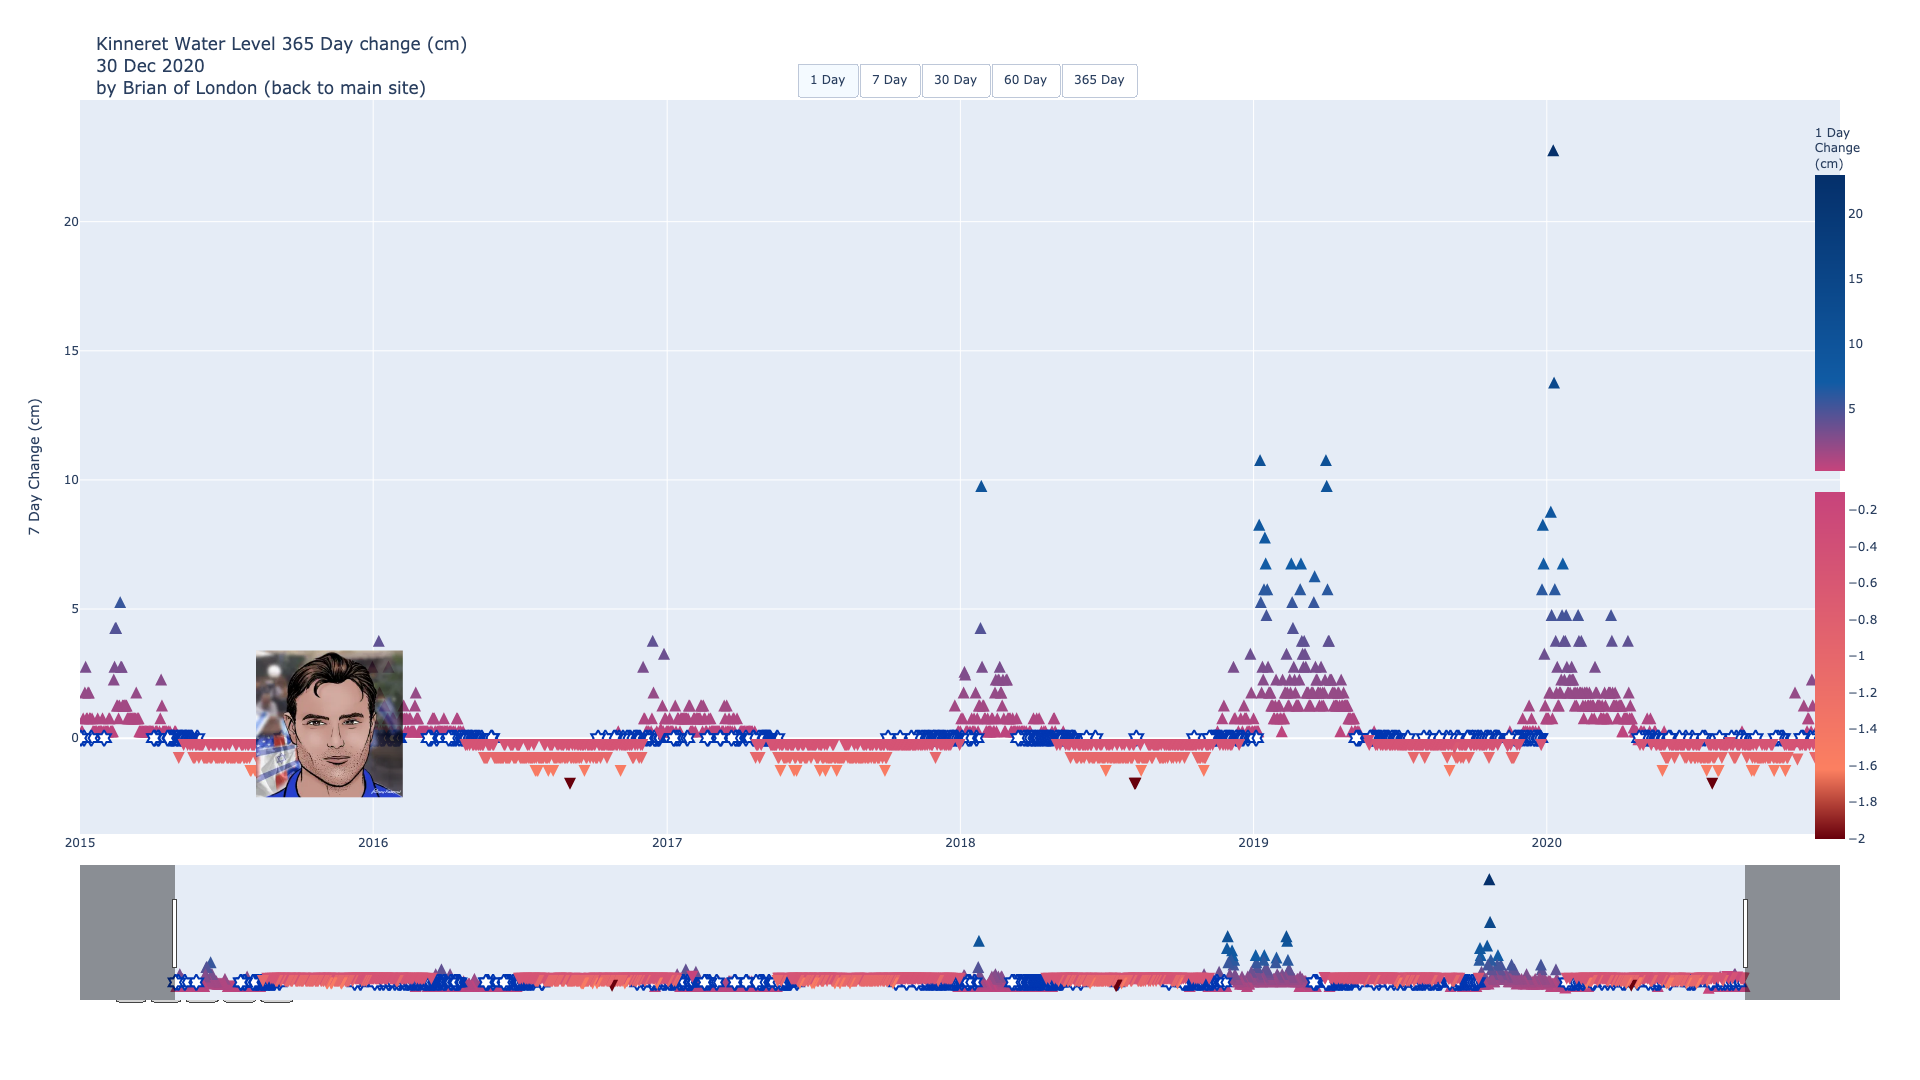 Kinneret Water Level 365 Day change (cm)
30 Dec 2020
by Brian of London (back to main site)
1 Day
7 Day
30 Day
60 Day
365 Day
1 Day
Change
(cm)
20
15
10
5
−0.2
−0.4
−0.6
−0.8
−1
−1.2
−1.4
−1.6
−1.8
−2
7 Day Change (cm)
20
15
10
5
0
2015
2016
2017
2018
2019
2020